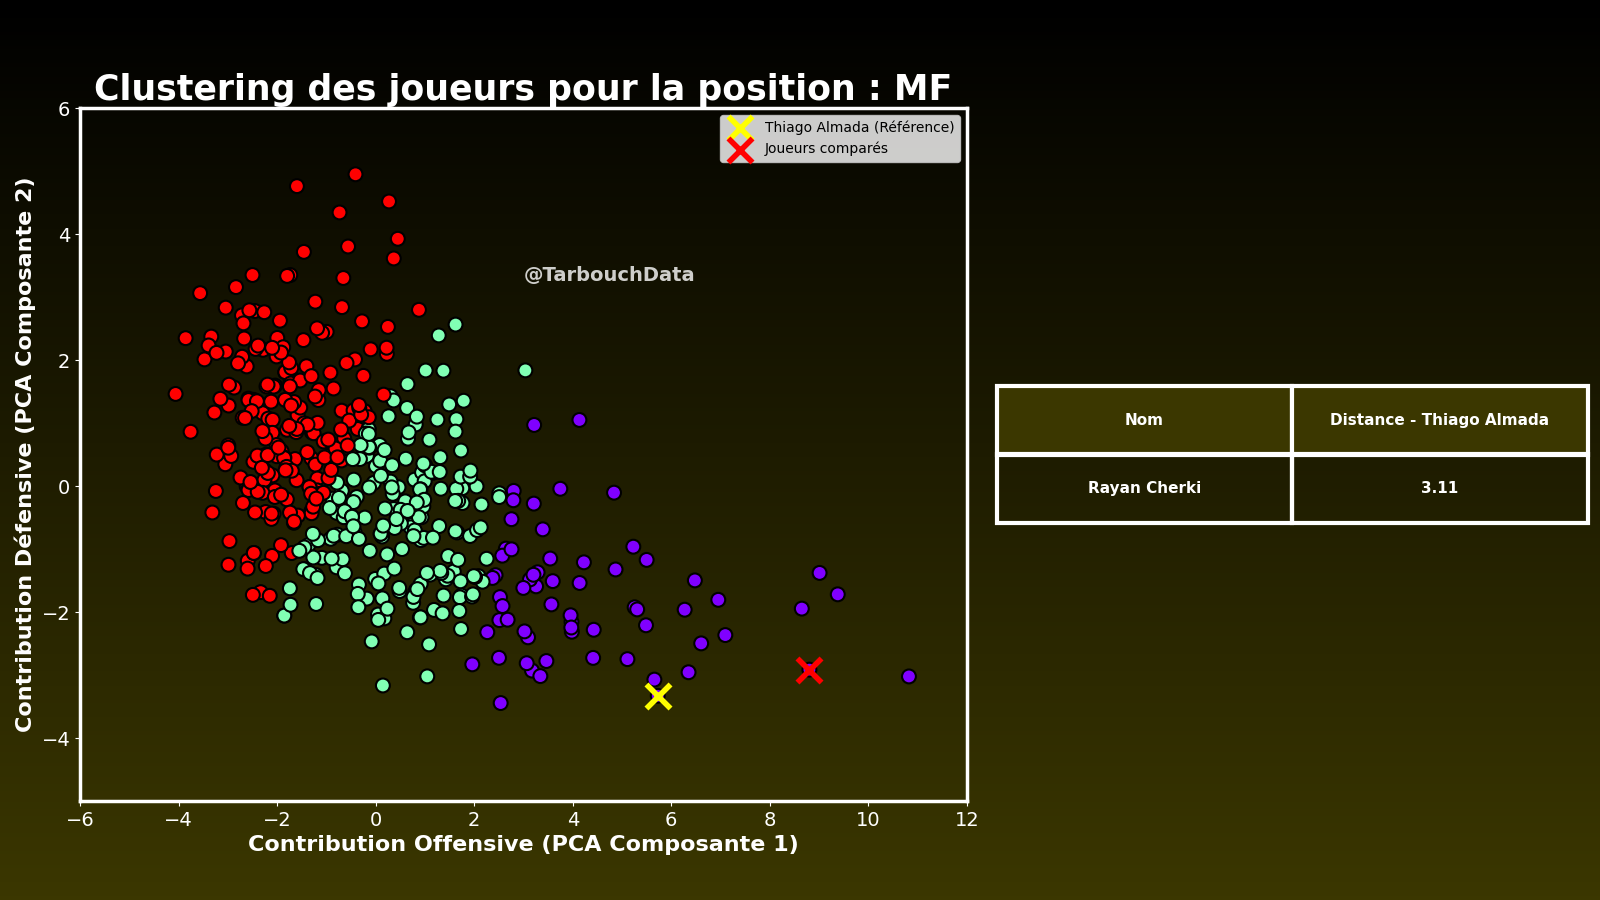 Clustering des joueurs pour la position : MF
Thiago Almada (Référence)
Joueurs comparés
@TarbouchData
Contribution Défensive (PCA Composante 2)
6
4
2
0
−2
−4
−6 −4 −2 0 2 4 6 8 10 12
Contribution Offensive (PCA Composante 1)
Nom Distance - Thiago Almada
Rayan Cherki 3.11